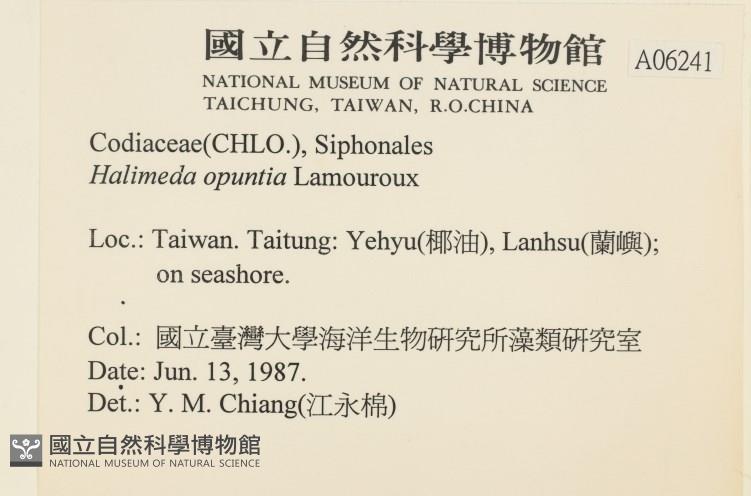 國立自然科學博物館
A06241
NATIONAL MUSEUM OF NATURAL SCIENCE
TAICHUNG, TAIWAN, R.O.CHINA
Codiaceae(CHLO.), Siphonales
Halimeda opuntia Lamouroux
Loc.: Taiwan. Taitung: Yehyu(椰油), Lanhsu(蘭嶼);
on seashore.
Col.: 國立臺灣大學海洋生物研究所藻類研究室
Date: Jun. 13, 1987.
Det.: Y. M. Chiang(江永棉)
國立自然科學博物館
NATIONAL MUSEUM OF NATURAL SCIENCE